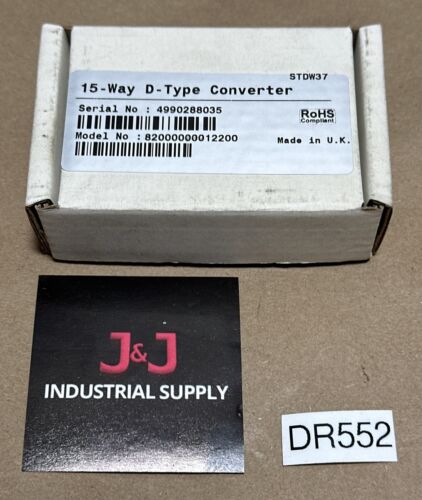 STDW37
15-Way D-Type Converter
Serial No : 4990288035
RoHS
Compliant
Model No : 82000000012200
Made in U.K.
J&J
INDUSTRIAL SUPPLY
DR552